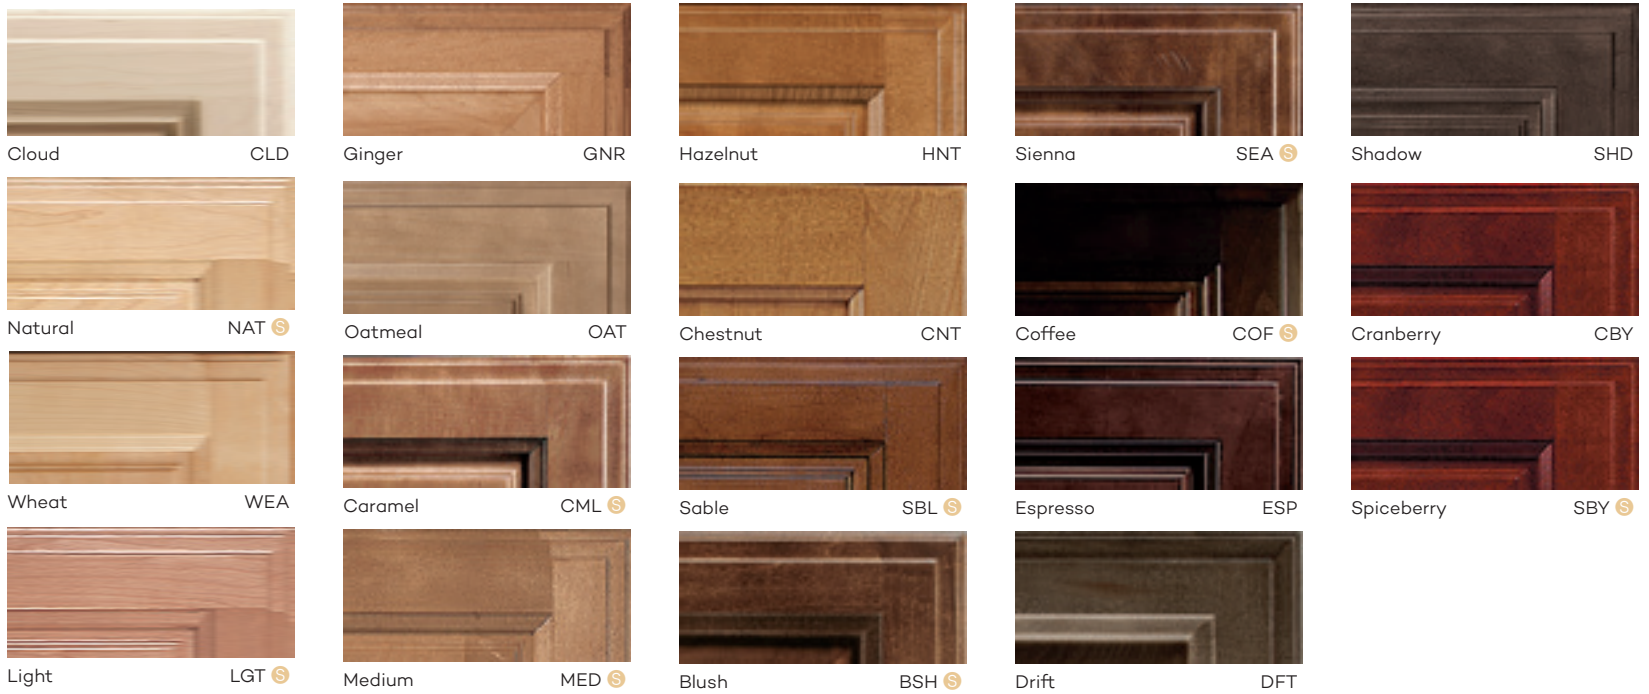 Cloud CLD
Ginger GNR
Hazelnut HNT
Sienna SEA S
Shadow SHD
Natural NAT S
Oatmeal OAT
Chestnut CNT
Coffee COF S
Cranberry CBY
Wheat WEA
Caramel CML S
Sable SBL S
Espresso ESP
Spiceberry SBY S
Light LGT S
Medium MED S
Blush BSH S
Drift DFT